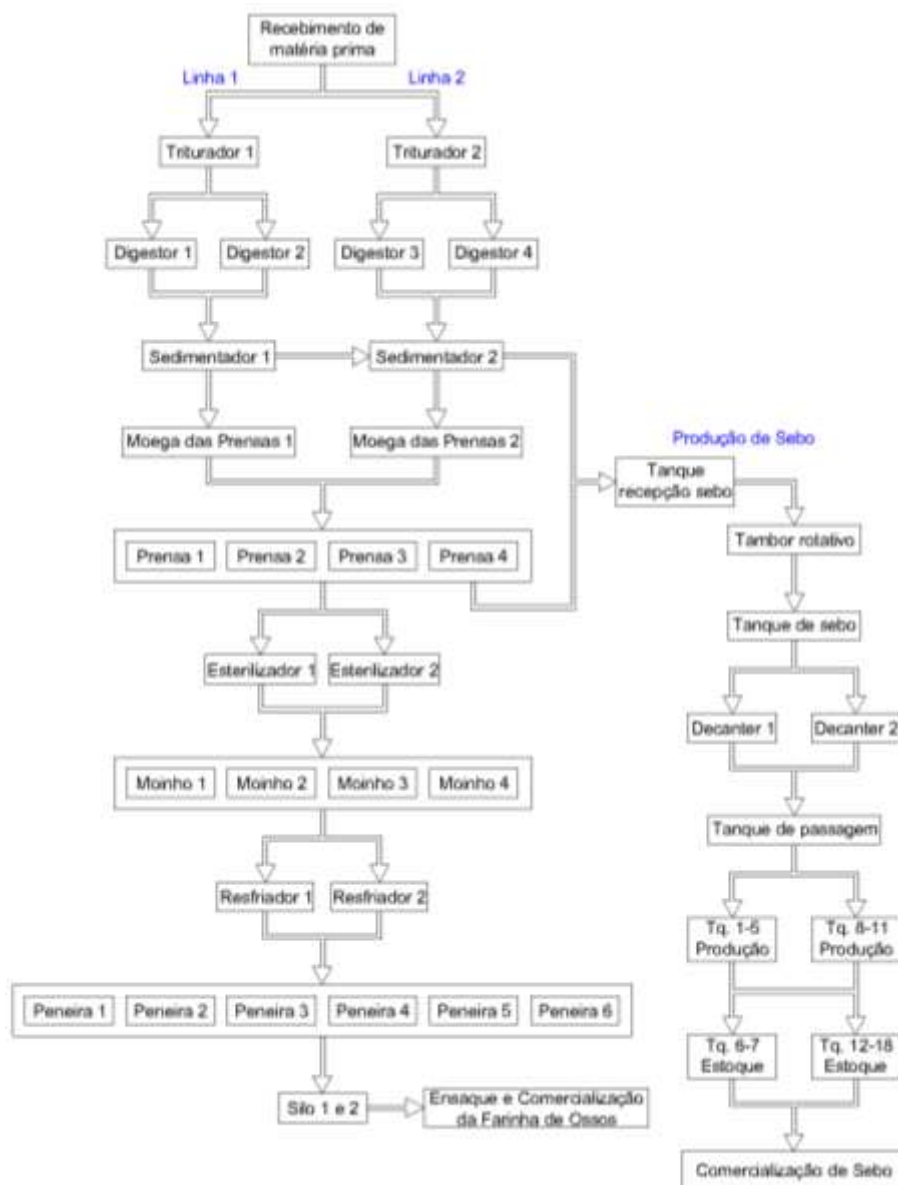 Recebimento de
matéria prima
Linha 1
Linha 2
Triturador 1
Triturador 2
Digestor 1
Digestor 2
Digestor 3
Digestor 4
Sedimentador 1
Sedimentador 2
Moega das Prensas 1
Moega das Prensas 2
Produção de Sebo
Tanque
recepção sebo
Tambor rotativo
Prensa 1
Prensa 2
Prensa 3
Prensa 4
Tanque de sebo
Esterilizador 1
Esterilizador 2
Decanter 1
Decanter 2
Moinho 1
Moinho 2
Moinho 3
Moinho 4
Tanque de passagem
Resfriador 1
Resfriador 2
Tq. 1-5
Produção
Tq. 8-11
Produção
Peneira 1
Peneira 2
Peneira 3
Peneira 4
Peneira 5
Peneira 6
Tq. 6-7
Estoque
Tq. 12-18
Estoque
Silo 1 e 2
Ensaque e Comercialização
da Farinha de Ossos
Comercialização de Sebo